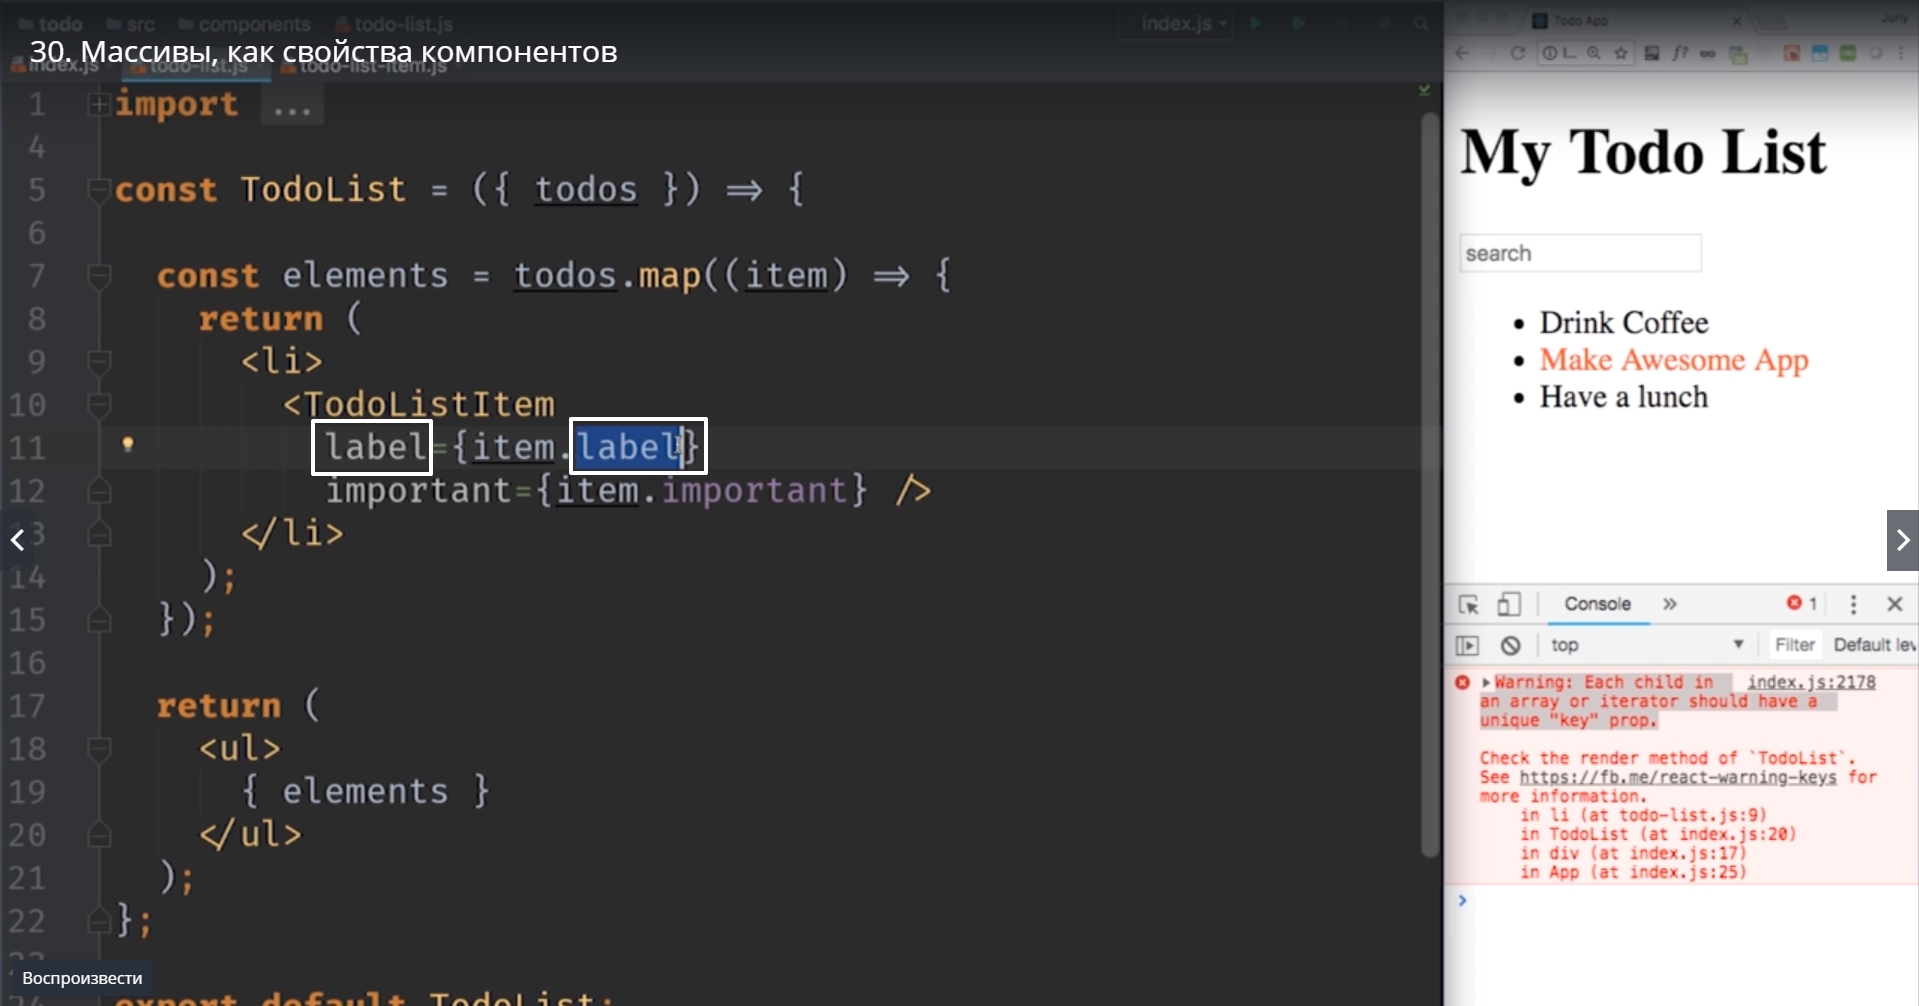 todo src components todo-list.js index.js
30. Массивы, как свойства компонентов
index.js todo-list.js todo-list-item.js
1 import ...
4
5 const TodoList = ({ todos }) => {
6
7 const elements = todos.map((item) => {
8 return (
9 <li>
10 <TodoListItem
11 label={item.label}
12 important={item.important} />
13 </li>
14 );
15 });
16
17 return (
18 <ul>
19 { elements }
20 </ul>
21 );
22 };
23
Воспроизвести
24 export default TodoList;
Todo App
My Todo List
search
• Drink Coffee
• Make Awesome App
• Have a lunch
Console » 1
top Filter Default lev
Warning: Each child in index.js:2178
an array or iterator should have a
unique "key" prop.
Check the render method of `TodoList`.
See https://fb.me/react-warning-keys for
more information.
in li (at todo-list.js:9)
in TodoList (at index.js:20)
in div (at index.js:17)
in App (at index.js:25)